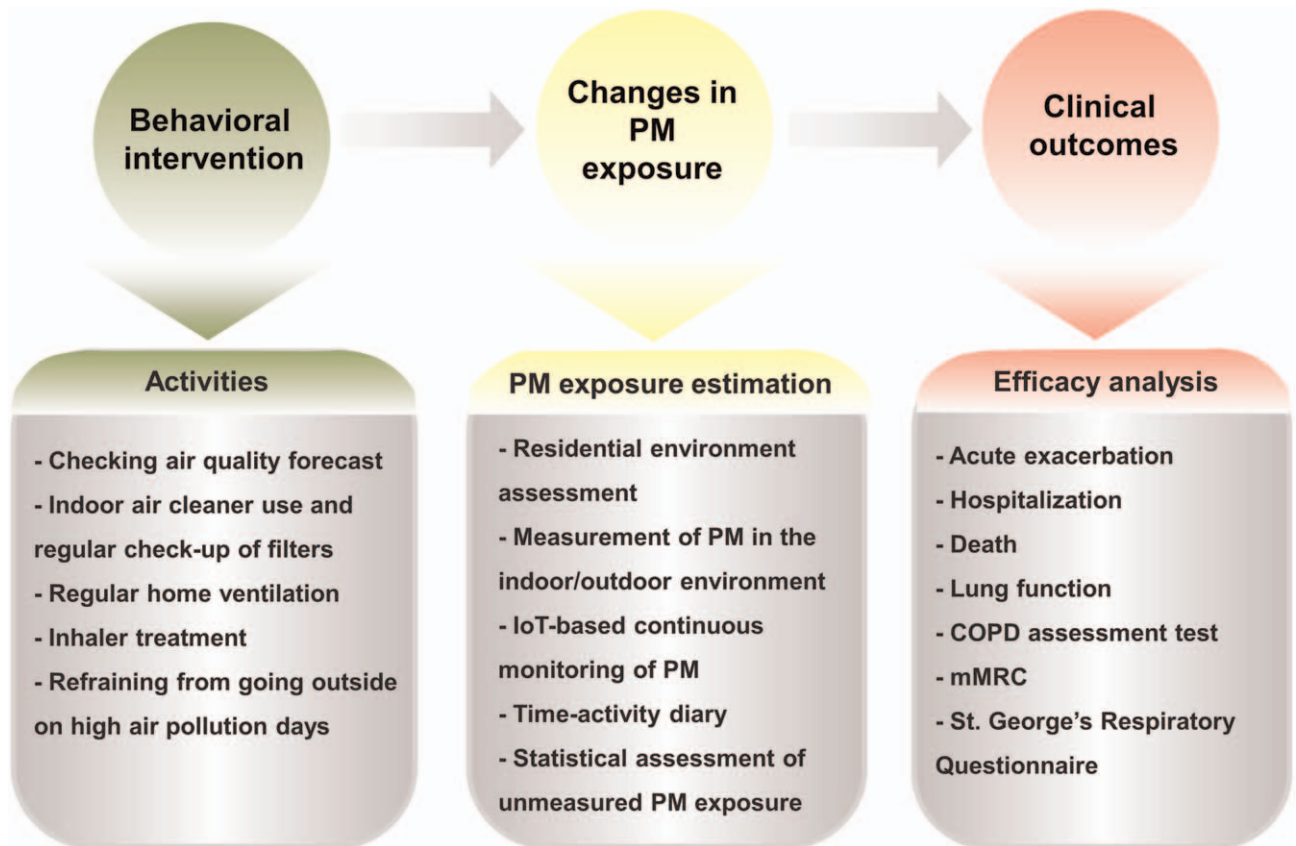 Behavioral
intervention
Changes in
PM
exposure
Clinical
outcomes
Activities
- Checking air quality forecast
- Indoor air cleaner use and
regular check-up of filters
- Regular home ventilation
- Inhaler treatment
- Refraining from going outside
on high air pollution days
PM exposure estimation
- Residential environment
assessment
- Measurement of PM in the
indoor/outdoor environment
- IoT-based continuous
monitoring of PM
- Time-activity diary
- Statistical assessment of
unmeasured PM exposure
Efficacy analysis
- Acute exacerbation
- Hospitalization
- Death
- Lung function
- COPD assessment test
- mMRC
- St. George's Respiratory
Questionnaire